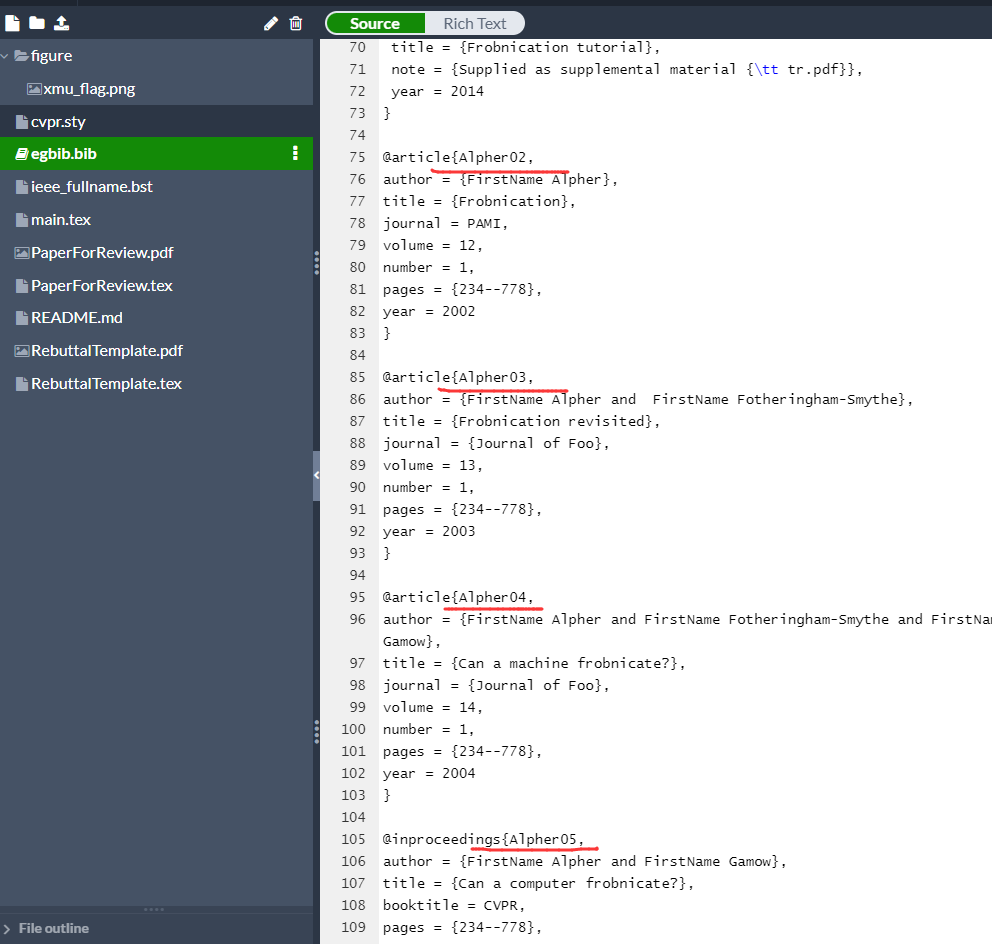 Source Rich Text
figure
xmu_flag.png
cvpr.sty
egbib.bib
ieee_fullname.bst
main.tex
PaperForReview.pdf
PaperForReview.tex
README.md
RebuttalTemplate.pdf
RebuttalTemplate.tex
File outline
70 title = {Frobnication tutorial},
71 note = {Supplied as supplemental material {\tt tr.pdf}},
72 year = 2014
73 }
74
75 @article{Alpher02,
76 author = {FirstName Alpher},
77 title = {Frobnication},
78 journal = PAMI,
79 volume = 12,
80 number = 1,
81 pages = {234--778},
82 year = 2002
83 }
84
85 @article{Alpher03,
86 author = {FirstName Alpher and  FirstName Fotheringham-Smythe},
87 title = {Frobnication revisited},
88 journal = {Journal of Foo},
89 volume = 13,
90 number = 1,
91 pages = {234--778},
92 year = 2003
93 }
94
95 @article{Alpher04,
96 author = {FirstName Alpher and FirstName Fotheringham-Smythe and FirstNa
Gamow},
97 title = {Can a machine frobnicate?},
98 journal = {Journal of Foo},
99 volume = 14,
100 number = 1,
101 pages = {234--778},
102 year = 2004
103 }
104
105 @inproceedings{Alpher05,
106 author = {FirstName Alpher and FirstName Gamow},
107 title = {Can a computer frobnicate?},
108 booktitle = CVPR,
109 pages = {234--778},